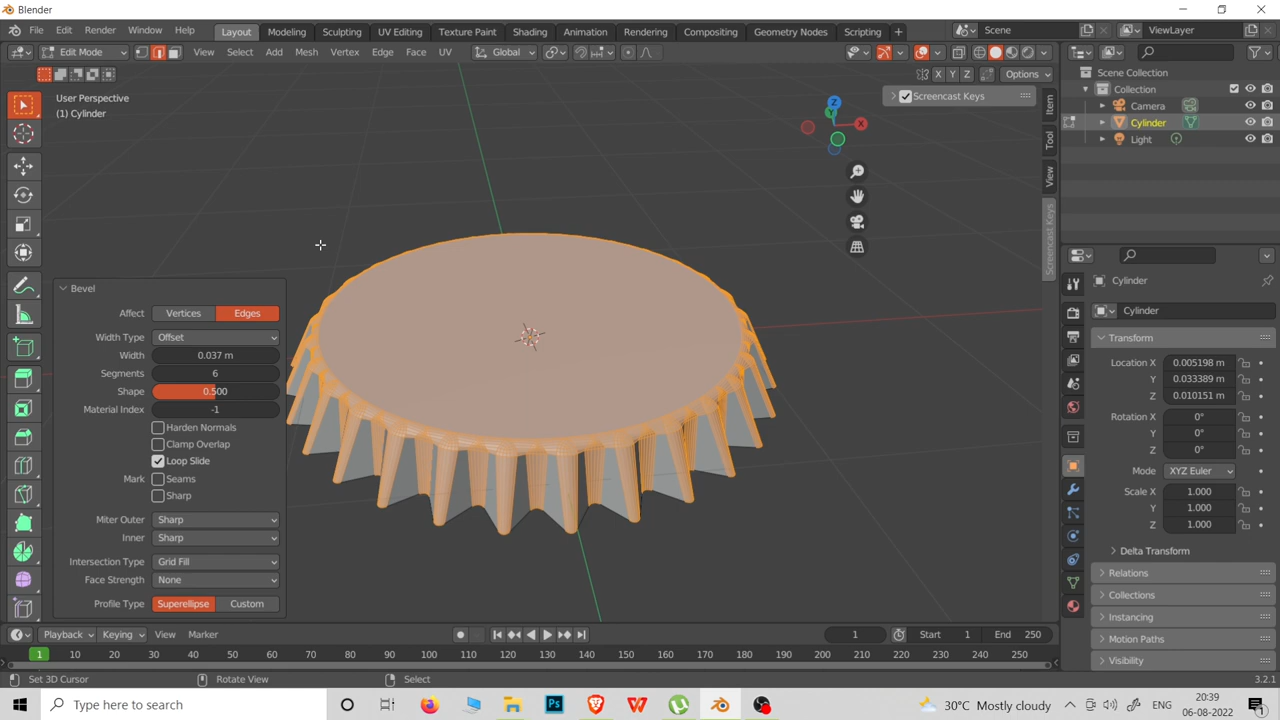 Blender
File Edit Render Window Help Layout Modeling Sculpting UV Editing Texture Paint Shading Animation Rendering Compositing Geometry Nodes Scripting + Scene ViewLayer
Edit Mode View Select Add Mesh Vertex Edge Face UV Global
X Y Z Options
User Perspective
(1) Cylinder
Screencast Keys
Item
Tool
View
Screencast Keys
Z
Y
X
Scene Collection
Collection
Camera
Cylinder
Light
Bevel
Affect Vertices Edges
Width Type Offset
Width 0.037 m
Segments 6
Shape 0.500
Material Index -1
Harden Normals
Clamp Overlap
Loop Slide
Mark Seams
Sharp
Miter Outer Sharp
Inner Sharp
Intersection Type Grid Fill
Face Strength None
Profile Type Superellipse Custom
Cylinder
Cylinder
Transform
Location X 0.005198 m
Y 0.033389 m
Z 0.010151 m
Rotation X 0°
Y 0°
Z 0°
Mode XYZ Euler
Scale X 1.000
Y 1.000
Z 1.000
Delta Transform
Relations
Collections
Instancing
Motion Paths
Visibility
Playback Keying View Marker 1 Start 1 End 250
1 10 20 30 40 50 60 70 80 90 100 110 120 130 140 150 160 170 180 190 200 210 220 230 240 250
Set 3D Cursor Rotate View Select 3.2.1
Type here to search 30°C Mostly cloudy ENG 20:39
06-08-2022 1